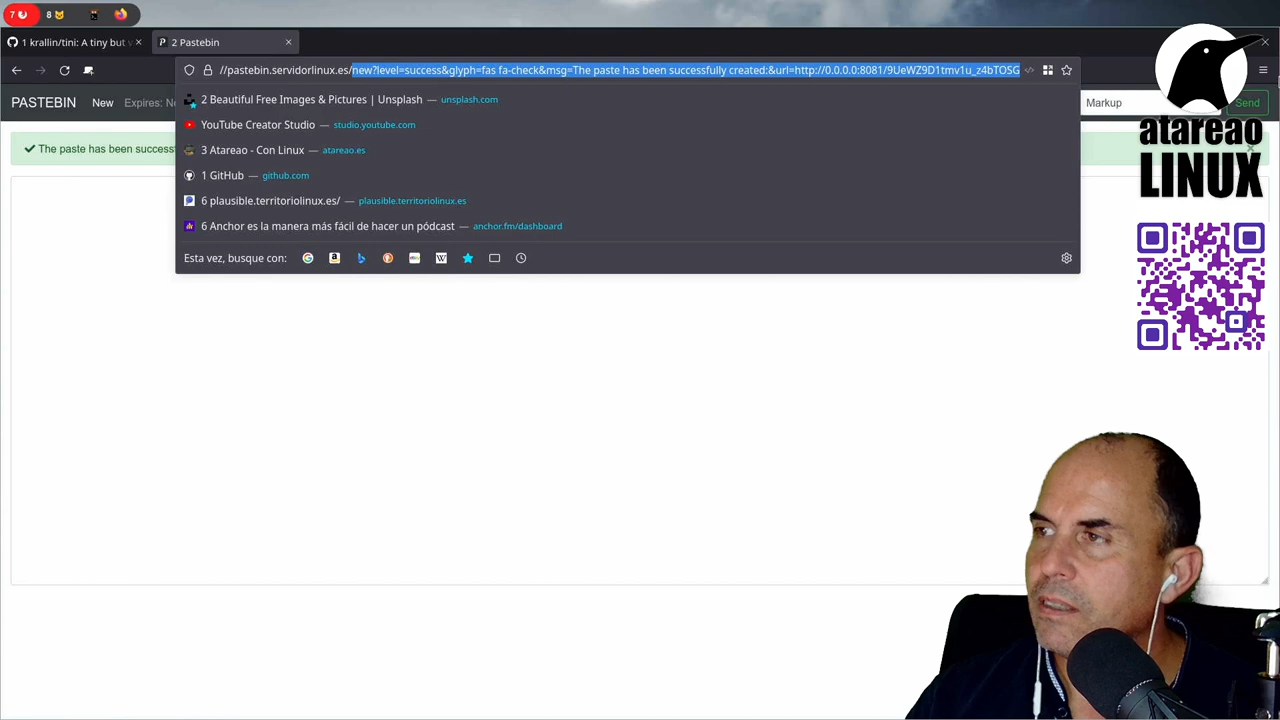 7
8
1 krallin/tini: A tiny but v
2 Pastebin
//pastebin.servidorlinux.es/new?level=success&glyph=fas fa-check&msg=The paste has been successfully created:&url=http://0.0.0.0:8081/9UeWZ9D1tmv1u_z4bTOSG
PASTEBIN
New
Expires: Ne
Markup
Send
2 Beautiful Free Images & Pictures | Unsplash — unsplash.com
YouTube Creator Studio — studio.youtube.com
3 Atareao - Con Linux — atareao.es
1 GitHub — github.com
6 plausible.territoriolinux.es/ — plausible.territoriolinux.es
6 Anchor es la manera más fácil de hacer un pódcast — anchor.fm/dashboard
Esta vez, busque con:
The paste has been success
atareao
LINUX